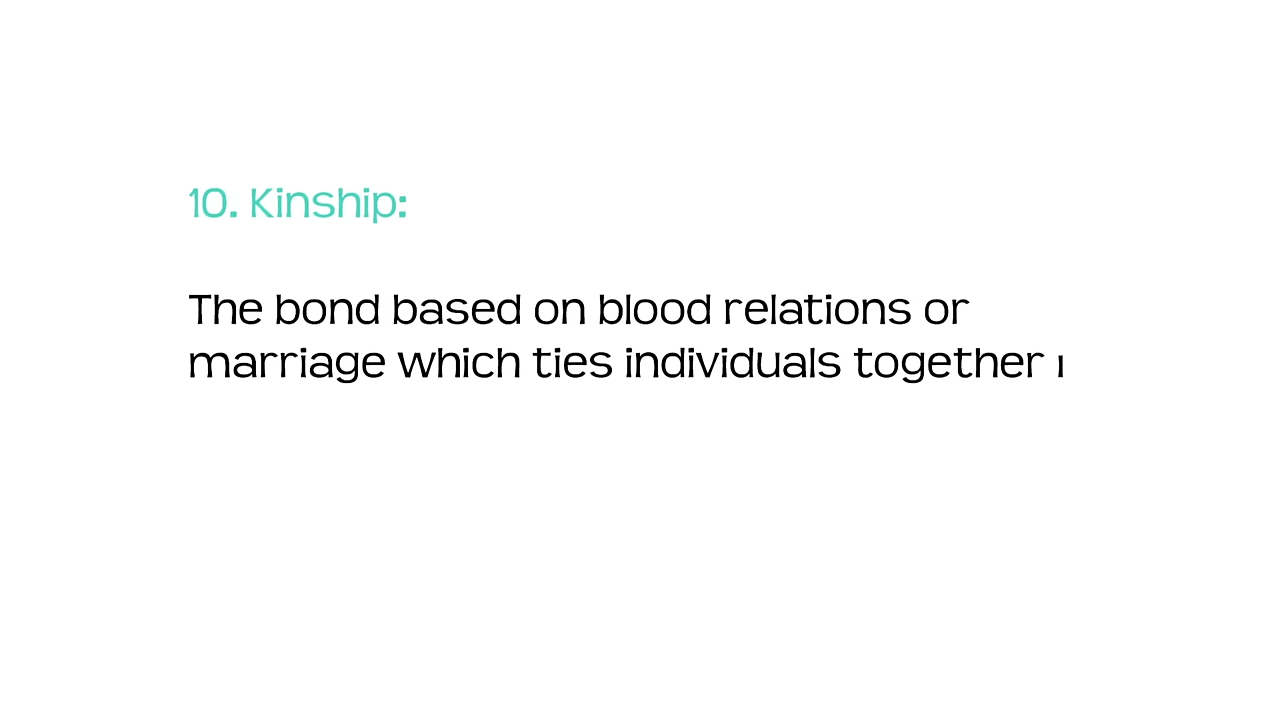 10. Kinship:
The bond based on blood relations or
marriage which ties individuals together